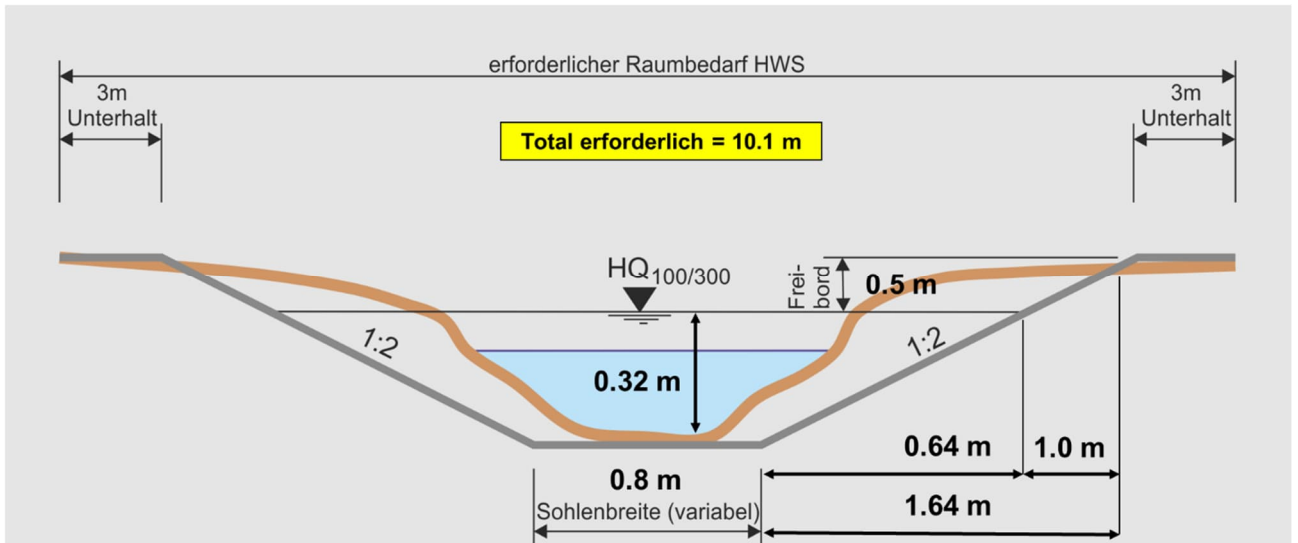 erforderlicher Raumbedarf HWS
3m
Unterhalt
3m
Unterhalt
Total erforderlich = 10.1 m
HQ100/300
Frei-
bord
0.5 m
1:2
1:2
0.32 m
0.64 m
1.0 m
0.8 m
1.64 m
Sohlenbreite (variabel)